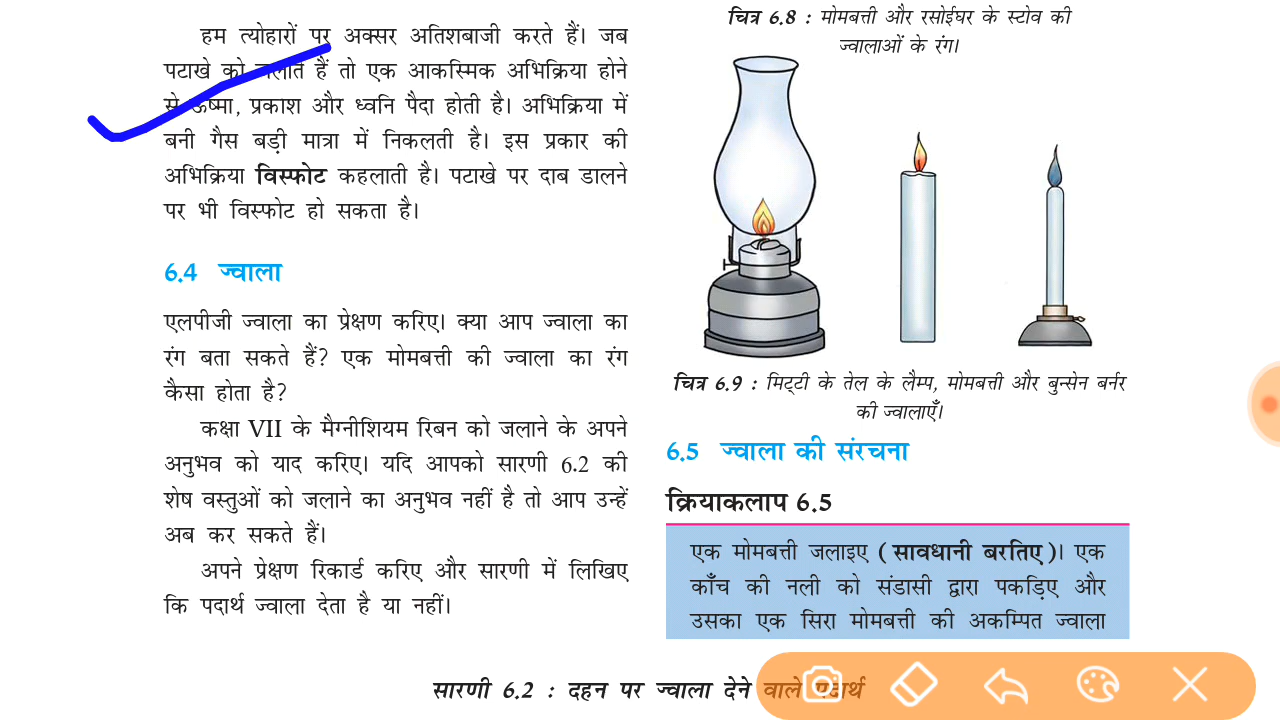 हम त्योहारों पर अक्सर अतिशबाजी करते हैं। जब
पटाखे को जलाते हैं तो एक आकस्मिक अभिक्रिया होने
से ऊष्मा, प्रकाश और ध्वनि पैदा होती है। अभिक्रिया में
बनी गैस बड़ी मात्रा में निकलती है। इस प्रकार की
अभिक्रिया विस्फोट कहलाती है। पटाखे पर दाब डालने
पर भी विस्फोट हो सकता है।
6.4 ज्वाला
एलपीजी ज्वाला का प्रेक्षण करिए। क्या आप ज्वाला का
रंग बता सकते हैं? एक मोमबत्ती की ज्वाला का रंग
कैसा होता है?
कक्षा VII के मैग्नीशियम रिबन को जलाने के अपने
अनुभव को याद करिए। यदि आपको सारणी 6.2 की
शेष वस्तुओं को जलाने का अनुभव नहीं है तो आप उन्हें
अब कर सकते हैं।
अपने प्रेक्षण रिकार्ड करिए और सारणी में लिखिए
कि पदार्थ ज्वाला देता है या नहीं।
चित्र 6.8 : मोमबत्ती और रसोईघर के स्टोव की
ज्वालाओं के रंग।
चित्र 6.9 : मिट्टी के तेल के लैम्प, मोमबत्ती और बुन्सेन बर्नर
की ज्वालाएँ।
6.5 ज्वाला की संरचना
क्रियाकलाप 6.5
एक मोमबत्ती जलाइए (सावधानी बरतिए)। एक
काँच की नली को संडासी द्वारा पकड़िए और
उसका एक सिरा मोमबत्ती की अकम्पित ज्वाला
सारणी 6.2 : दहन पर ज्वाला देने वाले पदार्थ